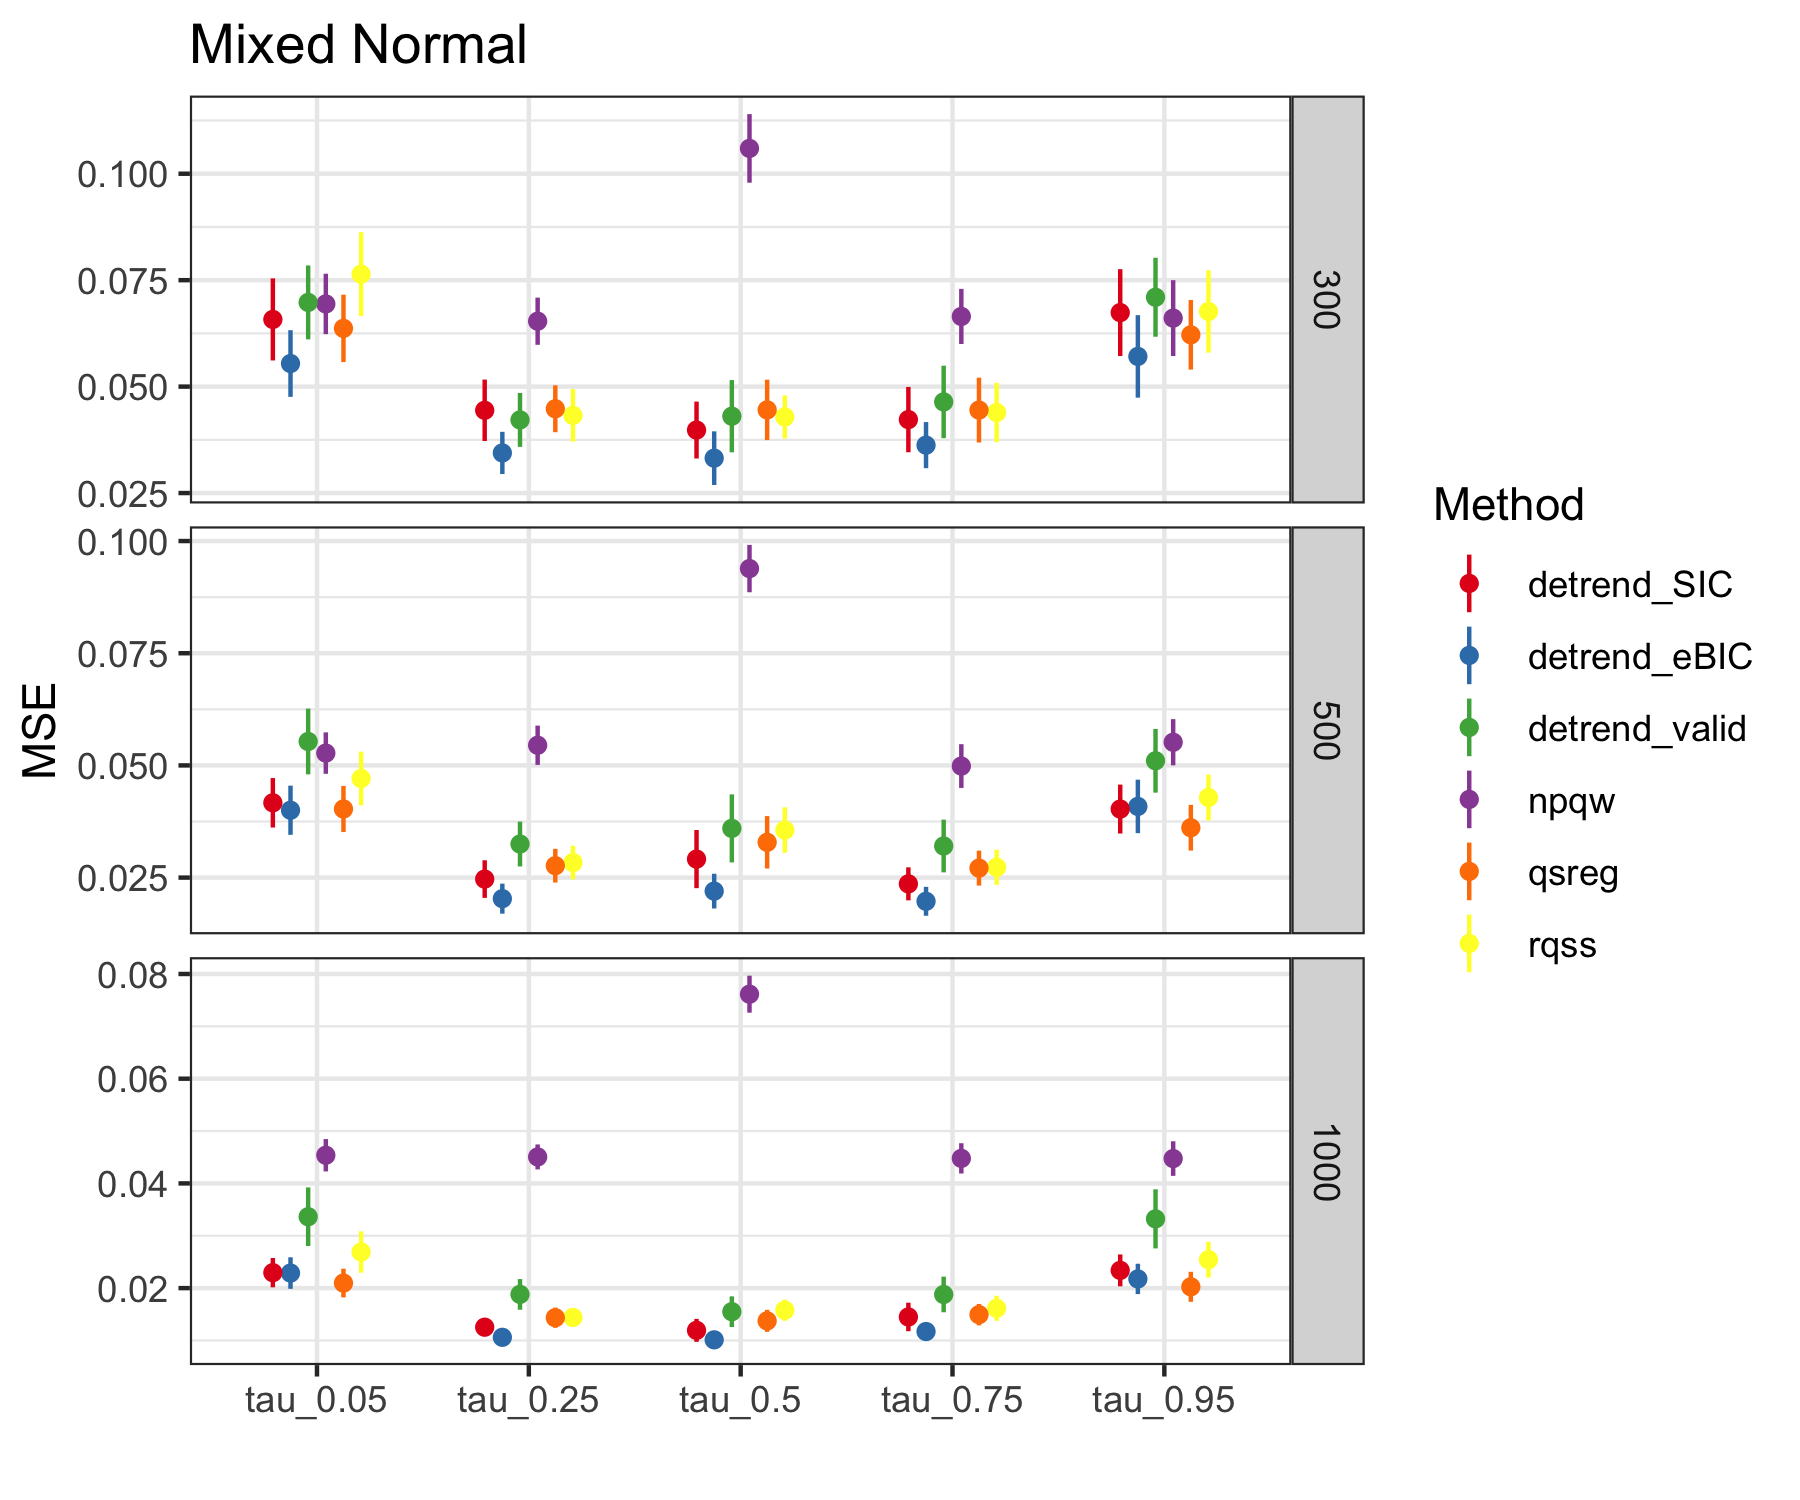 Mixed Normal
0.100
0.075
0.050
0.025
300
0.100
0.075
0.050
0.025
500
0.08
0.06
0.04
0.02
1000
MSE
tau_0.05
tau_0.25
tau_0.5
tau_0.75
tau_0.95
Method
detrend_SIC
detrend_eBIC
detrend_valid
npqw
qsreg
rqss